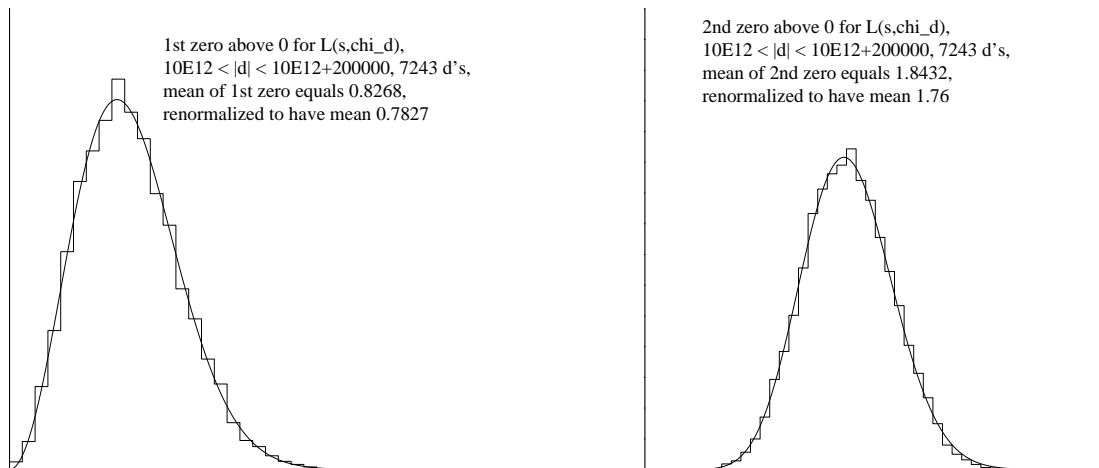 1st zero above 0 for L(s,chi_d),
10E12 < |d| < 10E12+200000, 7243 d's,
mean of 1st zero equals 0.8268,
renormalized to have mean 0.7827
2nd zero above 0 for L(s,chi_d),
10E12 < |d| < 10E12+200000, 7243 d's,
mean of 2nd zero equals 1.8432,
renormalized to have mean 1.76